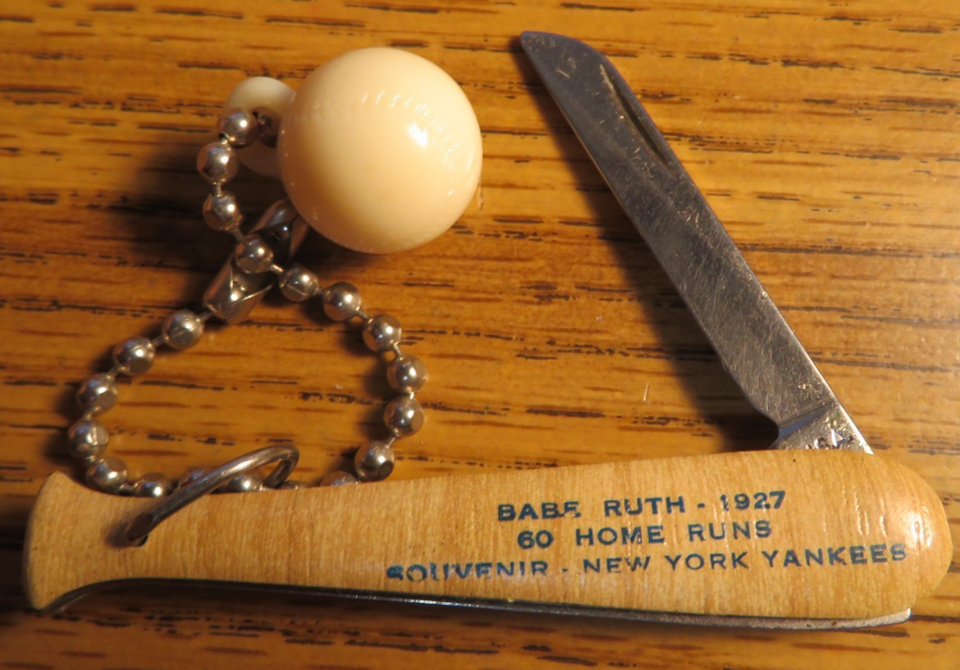 BABE RUTH - 1927
60 HOME RUNS
SOUVENIR - NEW YORK YANKEES